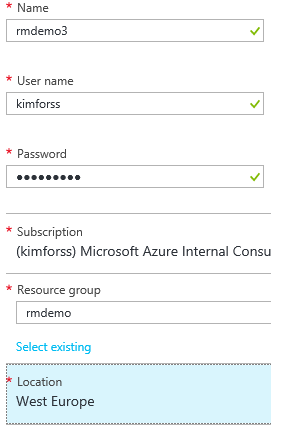 * Name
rmdemo3
* User name
kimforss
* Password
●●●●●●●●●
* Subscription
(kimforss) Microsoft Azure Internal Consu
* Resource group
rmdemo
Select existing
* Location
West Europe